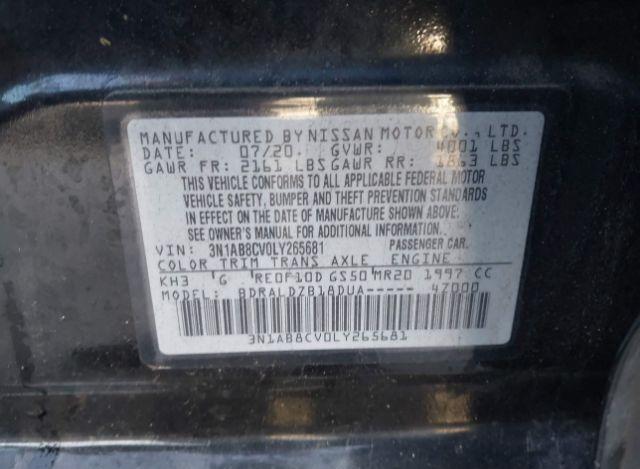 MANUFACTURED BY NISSAN MOTOR CO., LTD.
DATE: 07/20 GVWR: 4001 LBS
GAWR FR: 2161 LBS GAWR RR: 1863 LBS
THIS VEHICLE CONFORMS TO ALL APPLICABLE FEDERAL MOTOR
VEHICLE SAFETY, BUMPER AND THEFT PREVENTION STANDARDS
IN EFFECT ON THE DATE OF MANUFACTURE SHOWN ABOVE.
SEE OWNER'S MANUAL FOR ADDITIONAL INFORMATION.
VIN: 3N1AB8CV0LY265681 PASSENGER CAR.
COLOR TRIM TRANS AXLE ENGINE
KH3 G RE0F10D GS50 MR20 1997 CC
MODEL: BDRALDZB18DUA----- 4Z000
3N1AB8CV0LY265681